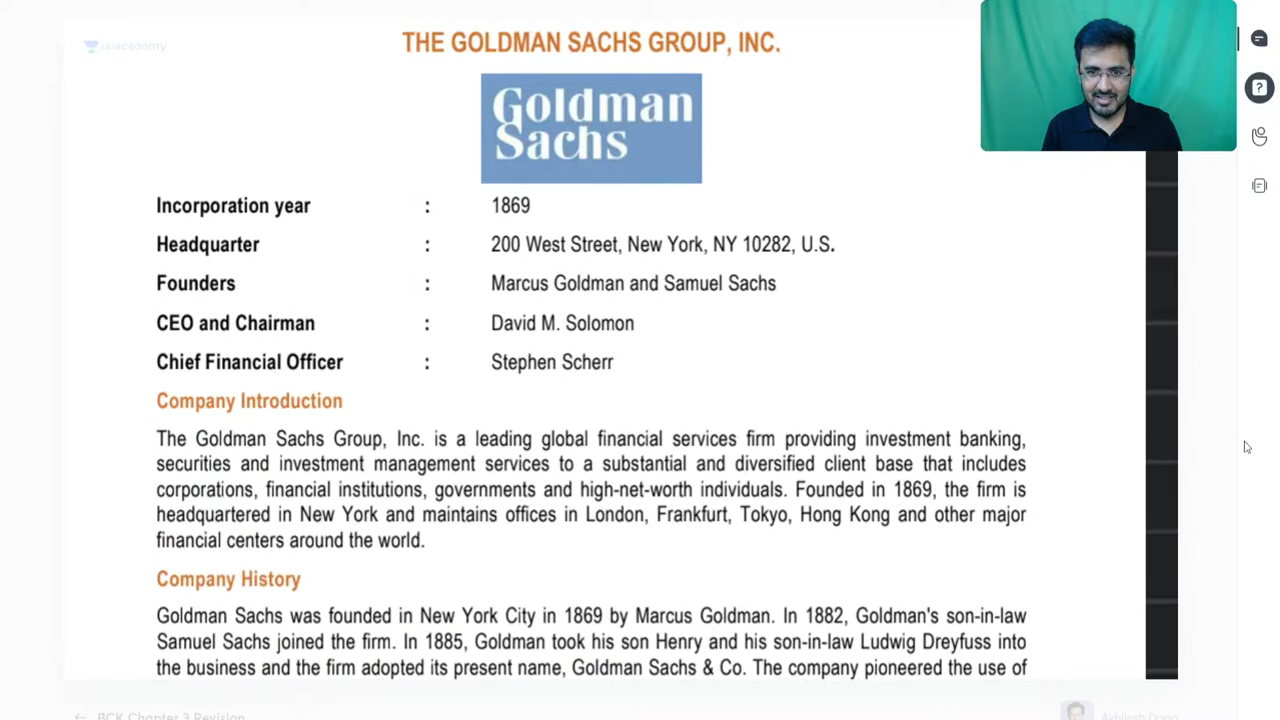 unacademy
THE GOLDMAN SACHS GROUP, INC.
Goldman
Sachs
Incorporation year : 1869
Headquarter : 200 West Street, New York, NY 10282, U.S.
Founders : Marcus Goldman and Samuel Sachs
CEO and Chairman : David M. Solomon
Chief Financial Officer : Stephen Scherr
Company Introduction
The Goldman Sachs Group, Inc. is a leading global financial services firm providing investment banking,
securities and investment management services to a substantial and diversified client base that includes
corporations, financial institutions, governments and high-net-worth individuals. Founded in 1869, the firm is
headquartered in New York and maintains offices in London, Frankfurt, Tokyo, Hong Kong and other major
financial centers around the world.
Company History
Goldman Sachs was founded in New York City in 1869 by Marcus Goldman. In 1882, Goldman's son-in-law
Samuel Sachs joined the firm. In 1885, Goldman took his son Henry and his son-in-law Ludwig Dreyfuss into
the business and the firm adopted its present name, Goldman Sachs & Co. The company pioneered the use of
BCK Chapter 3 Revision
Akhilesh